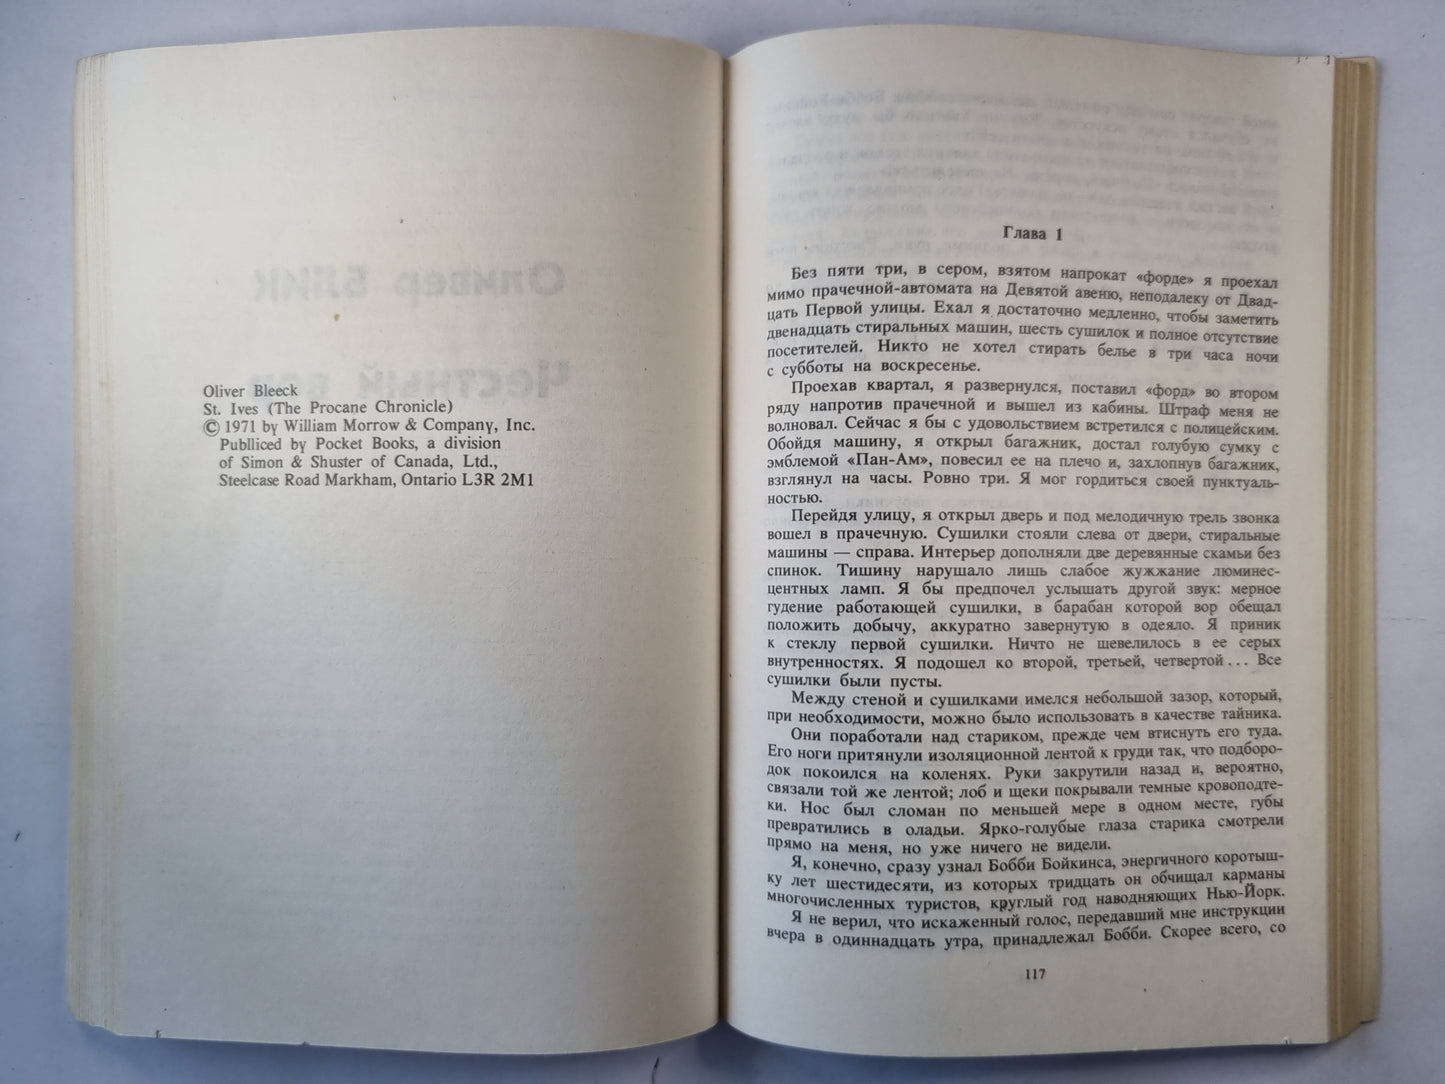 Oliver Bleeck
St. Ives (The Procane Chronicle)
© 1971 by William Morrow & Company, Inc.
Publliced by Pocket Books, a division
of Simon & Shuster of Canada, Ltd.,
Steelcase Road Markham, Ontario L3R 2M1
Глава 1
Без пяти три, в сером, взятом напрокат «форде» я проехал
мимо прачечной-автомата на Девятой авеню, неподалеку от Двад-
цать Первой улицы. Ехал я достаточно медленно, чтобы заметить
двенадцать стиральных машин, шесть сушилок и полное отсутствие
посетителей. Никто не хотел стирать белье в три часа ночи
с субботы на воскресенье.
Проехав квартал, я развернулся, поставил «форд» во втором
ряду напротив прачечной и вышел из кабины. Штраф меня не
волновал. Сейчас я бы с удовольствием встретился с полицейским.
Обойдя машину, я открыл багажник, достал голубую сумку с
эмблемой «Пан-Ам», повесил ее на плечо и, захлопнув багажник,
взглянул на часы. Ровно три. Я мог гордиться своей пунктуаль-
ностью.
Перейдя улицу, я открыл дверь и под мелодичную трель звонка
вошел в прачечную. Сушилки стояли слева от двери, стиральные
машины — справа. Интерьер дополняли две деревянные скамьи без
спинок. Тишину нарушало лишь слабое жужжание люминес-
центных ламп. Я бы предпочел услышать другой звук: мерное
гудение работающей сушилки, в барабан которой вор обещал
положить добычу, аккуратно завернутую в одеяло. Я приник
к стеклу первой сушилки. Ничто не шевелилось в ее серых
внутренностях. Я подошел ко второй, третьей, четвертой... Все
сушилки были пусты.
Между стеной и сушилками имелся небольшой зазор, который,
при необходимости, можно было использовать в качестве тайника.
Они поработали над стариком, прежде чем втиснуть его туда.
Его ноги притянули изоляционной лентой к груди так, что подборо-
док покоился на коленях. Руки закрутили назад и, вероятно,
связали той же лентой; лоб и щеки покрывали темные кровоподте-
ки. Нос был сломан по меньшей мере в одном месте, губы
превратились в оладьи. Ярко-голубые глаза старика смотрели
прямо на меня, но уже ничего не видели.
Я, конечно, сразу узнал Бобби Бойкинса, энергичного коротыш-
ку лет шестидесяти, из которых тридцать он обчищал карманы
многочисленных туристов, круглый год наводняющих Нью-Йорк.
Я не верил, что искаженный голос, передавший мне инструкции
вчера в одиннадцать утра, принадлежал Бобби. Скорее всего, со
117